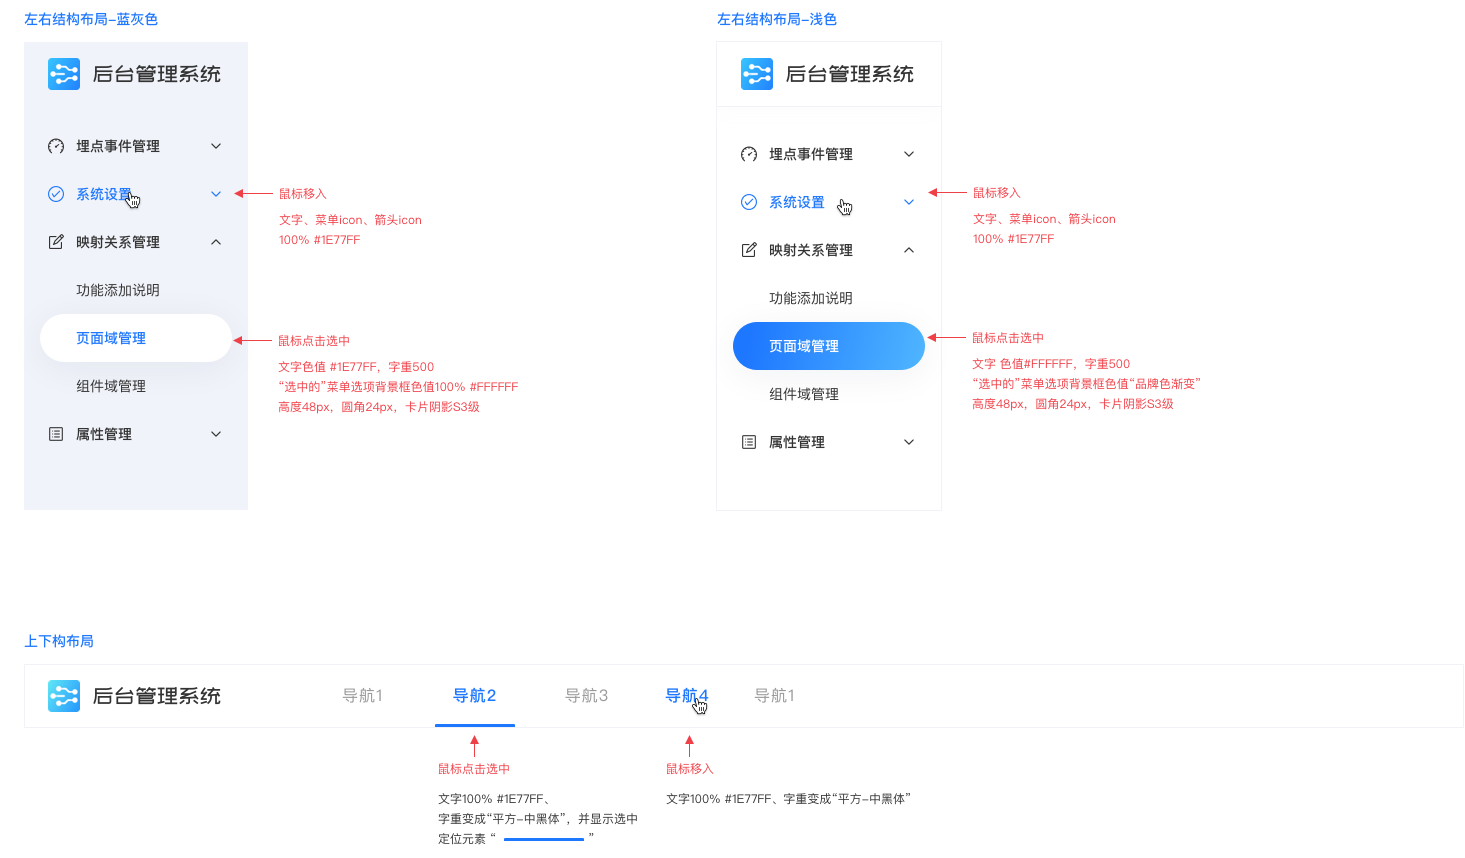 左右结构布局-蓝灰色
后台管理系统
埋点事件管理
系统设置
映射关系管理
功能添加说明
页面域管理
组件域管理
属性管理
鼠标移入
文字、菜单icon、箭头icon
100% #1E77FF
鼠标点击选中
文字色值 #1E77FF，字重500
“选中的”菜单选项背景框色值100% #FFFFFF
高度48px，圆角24px，卡片阴影S3级
左右结构布局-浅色
后台管理系统
埋点事件管理
系统设置
映射关系管理
功能添加说明
页面域管理
组件域管理
属性管理
鼠标移入
文字、菜单icon、箭头icon
100% #1E77FF
鼠标点击选中
文字 色值#FFFFFF，字重500
“选中的”菜单选项背景框色值“品牌色渐变”
高度48px，圆角24px，卡片阴影S3级
上下构布局
后台管理系统
导航1 导航2 导航3 导航4 导航1
鼠标点击选中
文字100% #1E77FF、
字重变成“平方-中黑体”，并显示选中
定位元素 “ ”
鼠标移入
文字100% #1E77FF、字重变成“平方-中黑体”